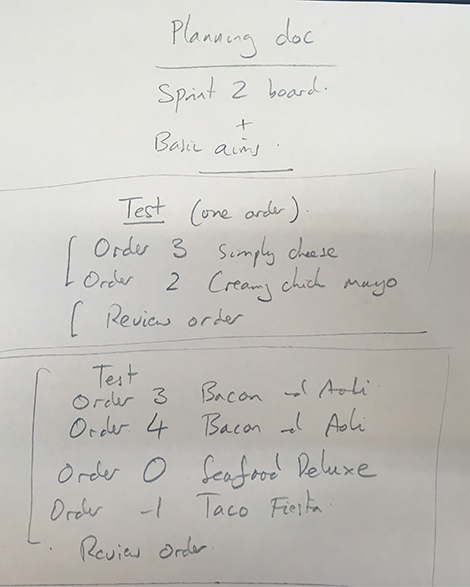 Planning doc
Sprint 2 board.
+
Basic aims.
Test (one order).
Order 3 Simply cheese
Order 2 Creamy chick mayo
Review order
Test
Order 3 Bacon and Aoli
Order 4 Bacon and Aoli
Order 0 Seafood Deluxe
Order -1 Taco Fiesta.
Review order.